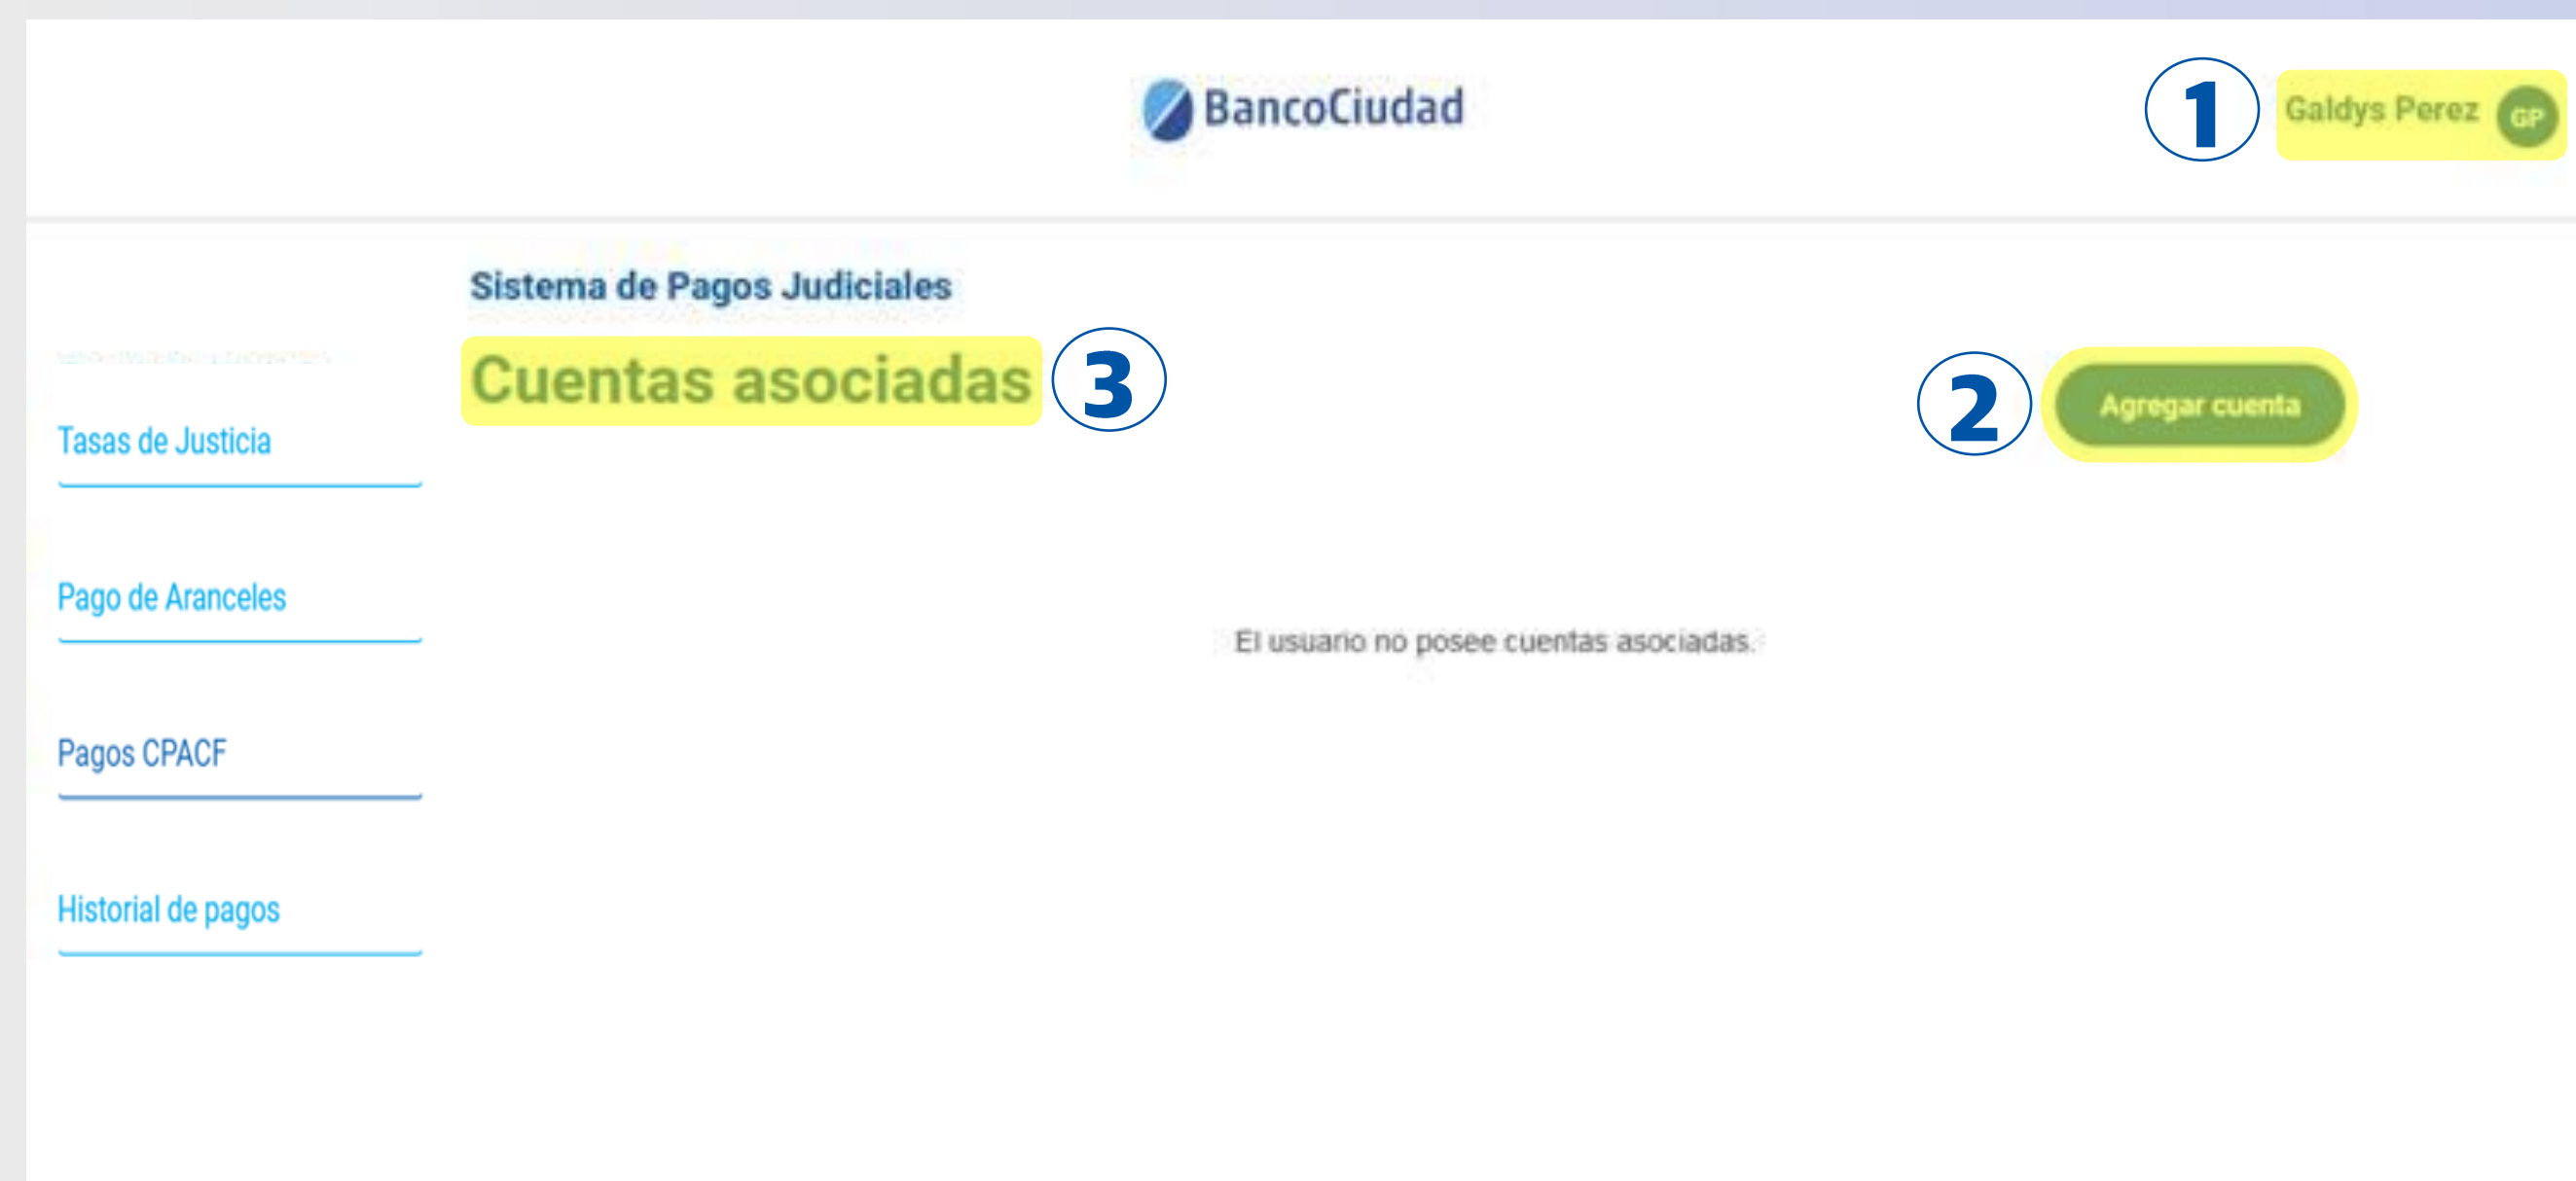 BancoCiudad
1 Galdys Perez GP
Sistema de Pagos Judiciales
Cuentas asociadas 3
2 Agregar cuenta
Tasas de Justicia
Pago de Aranceles
El usuario no posee cuentas asociadas.
Pagos CPACF
Historial de pagos